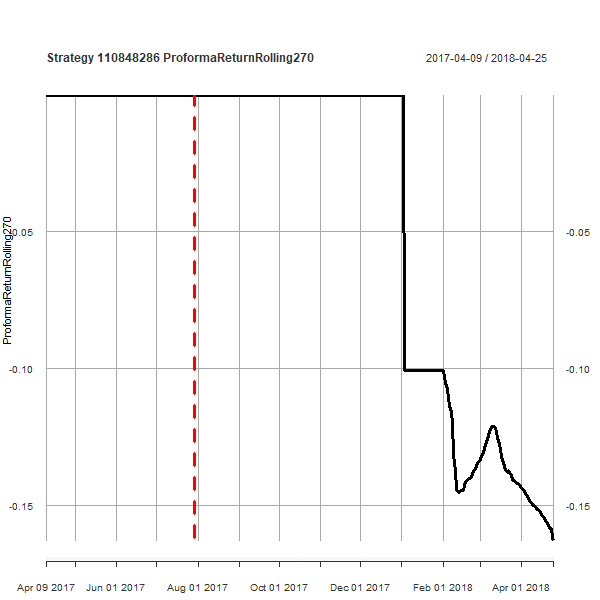 Strategy 110848286 ProformaReturnRolling270
2017-04-09 / 2018-04-25
ProformaReturnRolling270
-0.05
-0.05
-0.10
-0.10
-0.15
-0.15
Apr 09 2017 Jun 01 2017 Aug 01 2017 Oct 01 2017 Dec 01 2017 Feb 01 2018 Apr 01 2018